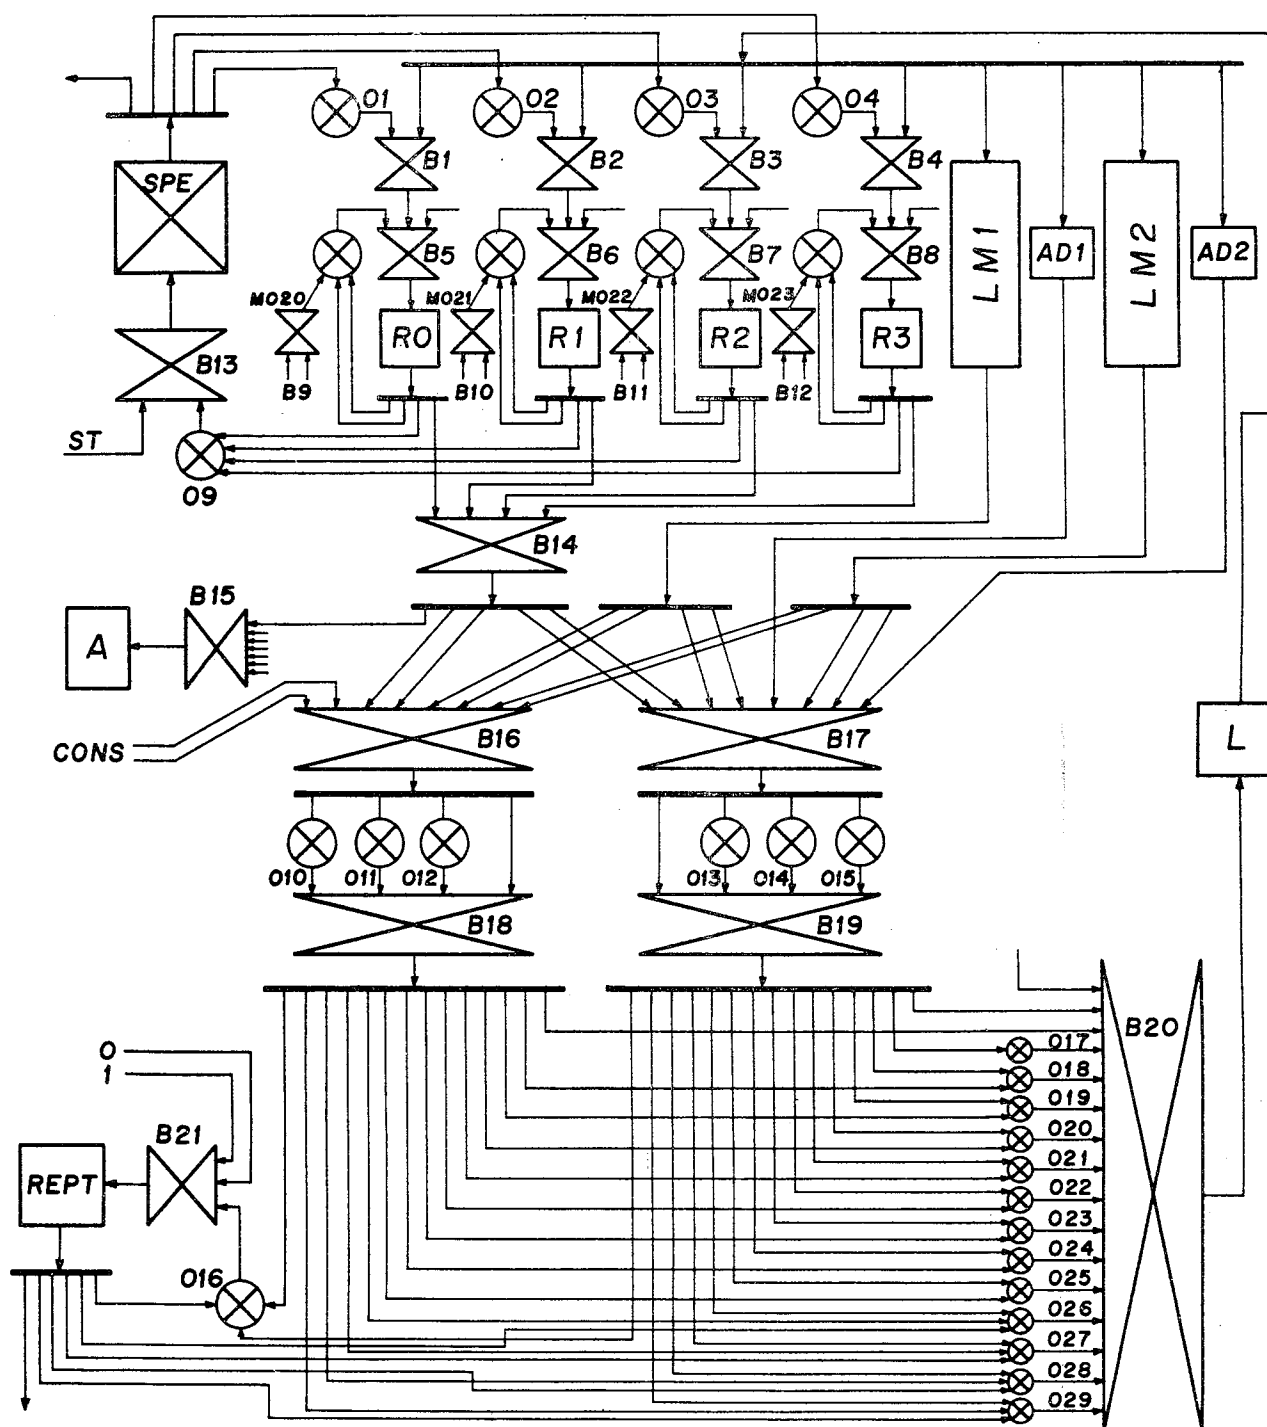 O1 O2 O3 O4
B1 B2 B3 B4
SPE
LM1 LM2
B5 B6 B7 B8
AD1 AD2
MO20 MO21 MO22 MO23
RO R1 R2 R3
B13
B9 B10 B11 B12
ST
O9
B14
B15
A
B16 B17
L
CONS
O10 O11 O12 O13 O14 O15
B18 B19
B20
O17
O
1
O18
O19
B21
O20
O21
REPT
O22
O23
O24
O16
O25
O26
O27
O28
O29